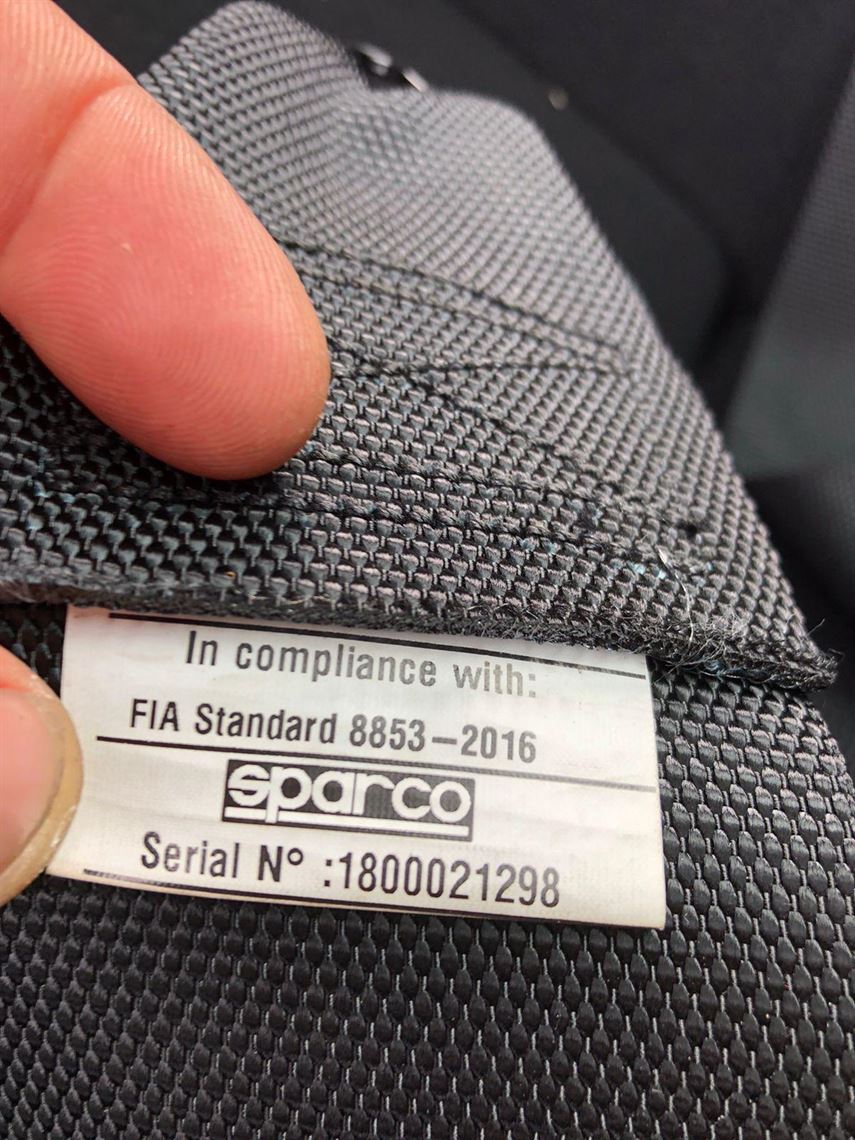 In compliance with:
FIA Standard 8853-2016
sparco
Serial N° :1800021298